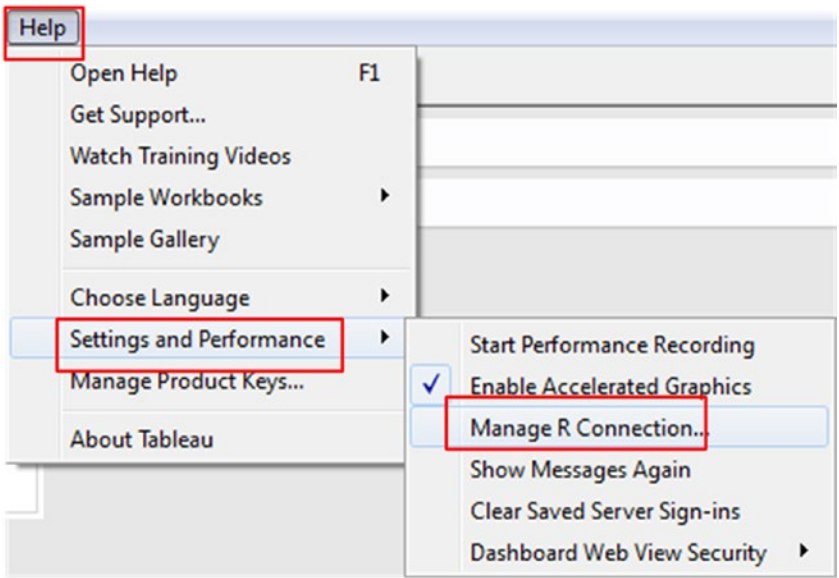 Help
Open Help F1
Get Support...
Watch Training Videos
Sample Workbooks
Sample Gallery
Choose Language
Settings and Performance
Manage Product Keys...
About Tableau
Start Performance Recording
Enable Accelerated Graphics
Manage R Connection...
Show Messages Again
Clear Saved Server Sign-ins
Dashboard Web View Security